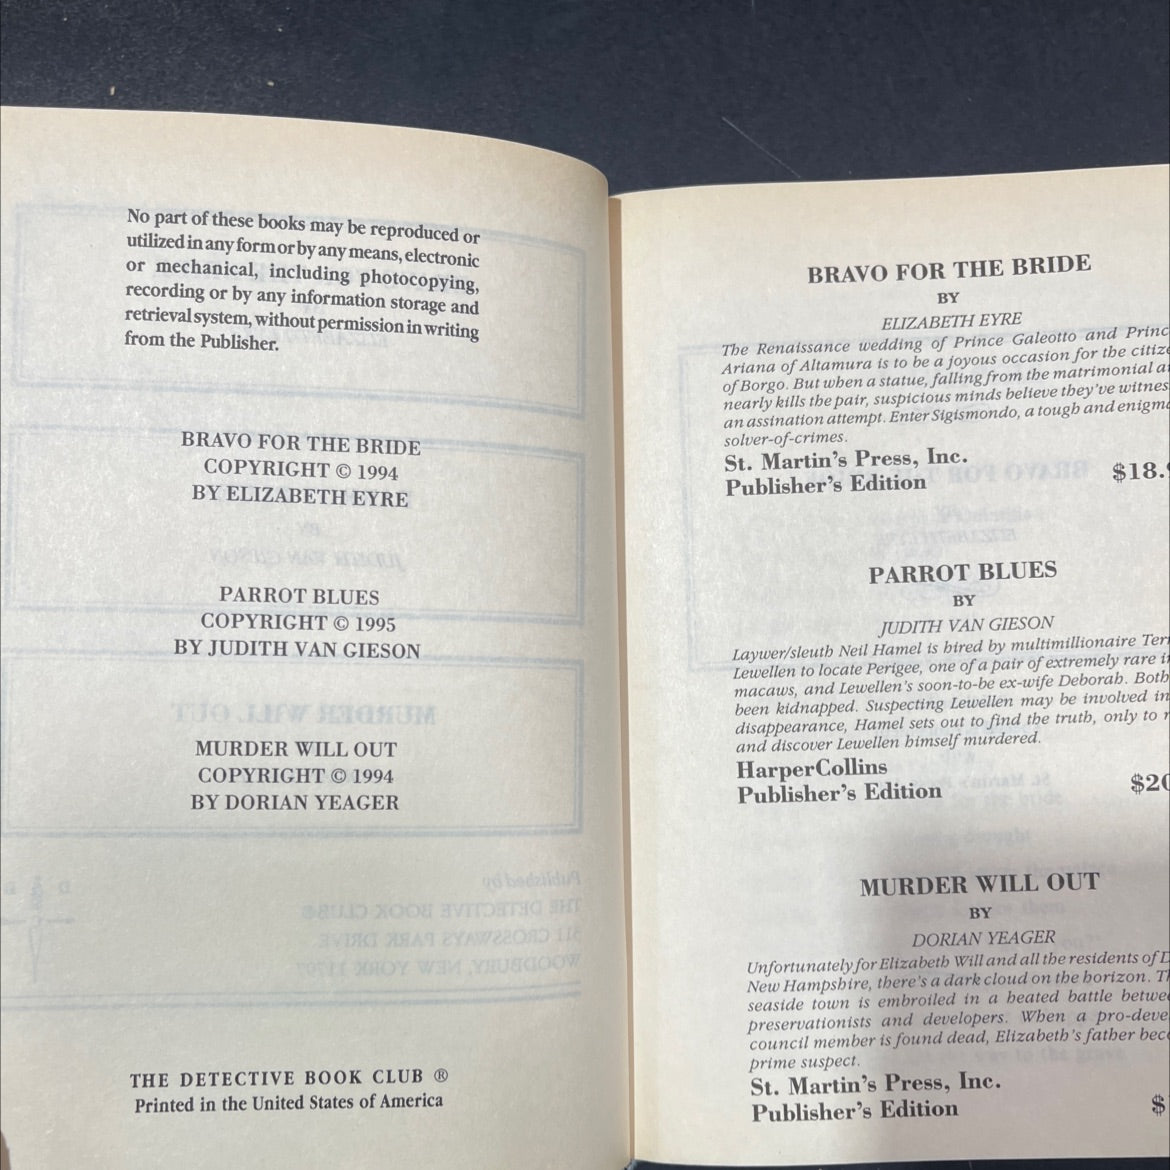 No part of these books may be reproduced or
utilized in any form or by any means, electronic
or mechanical, including photocopying,
recording or by any information storage and
retrieval system, without permission in writing
from the Publisher.
BRAVO FOR THE BRIDE
COPYRIGHT © 1994
BY ELIZABETH EYRE
PARROT BLUES
COPYRIGHT © 1995
BY JUDITH VAN GIESON
MURDER WILL OUT
COPYRIGHT © 1994
BY DORIAN YEAGER
THE DETECTIVE BOOK CLUB ®
Printed in the United States of America
BRAVO FOR THE BRIDE
BY
ELIZABETH EYRE
The Renaissance wedding of Prince Galeotto and Princ
Ariana of Altamura is to be a joyous occasion for the citize
of Borgo. But when a statue, falling from the matrimonial a
nearly kills the pair, suspicious minds believe they've witnes
an assination attempt. Enter Sigismondo, a tough and enigma
solver-of-crimes.
St. Martin's Press, Inc.
Publisher's Edition $18.9
PARROT BLUES
BY
JUDITH VAN GIESON
Laywer/sleuth Neil Hamel is hired by multimillionaire Terr
Lewellen to locate Perigee, one of a pair of extremely rare i
macaws, and Lewellen's soon-to-be ex-wife Deborah. Both
been kidnapped. Suspecting Lewellen may be involved in
disappearance, Hamel sets out to find the truth, only to r
and discover Lewellen himself murdered.
HarperCollins
Publisher's Edition $20
MURDER WILL OUT
BY
DORIAN YEAGER
Unfortunately for Elizabeth Will and all the residents of D
New Hampshire, there's a dark cloud on the horizon. T
seaside town is embroiled in a heated battle betwe
preservationists and developers. When a pro-deve
council member is found dead, Elizabeth's father beco
prime suspect.
St. Martin's Press, Inc.
Publisher's Edition $